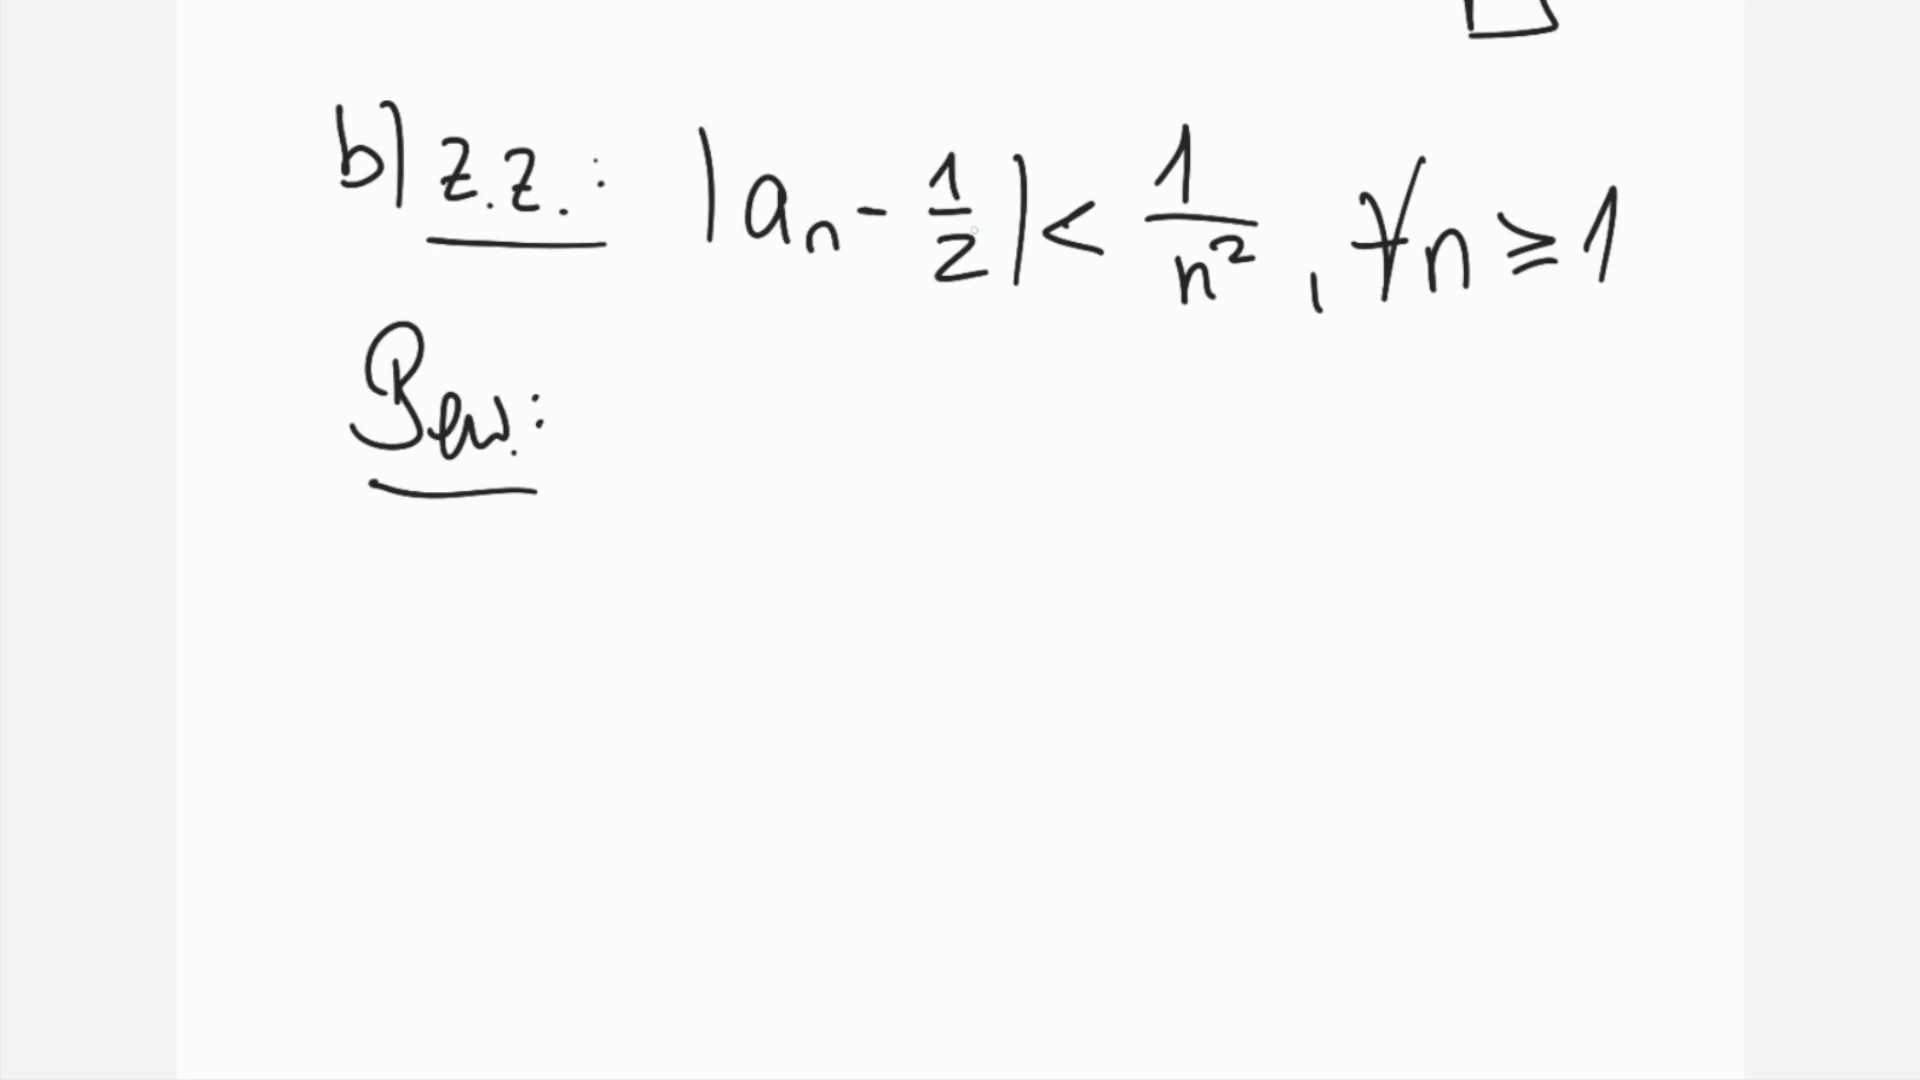 b) z.z.: |aₙ - 1/2| < 1/n², ∀n ≥ 1
Bew.: